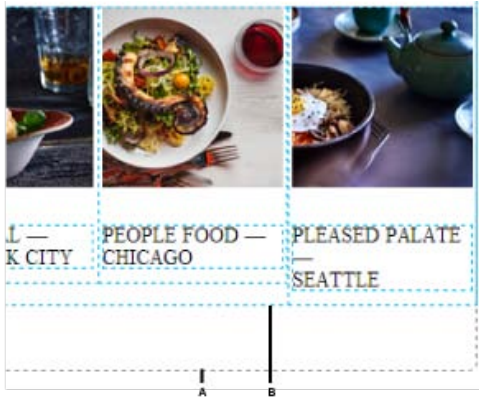 L —
K CITY
PEOPLE FOOD —
CHICAGO
PLEASED PALATE
—
SEATTLE
A
B